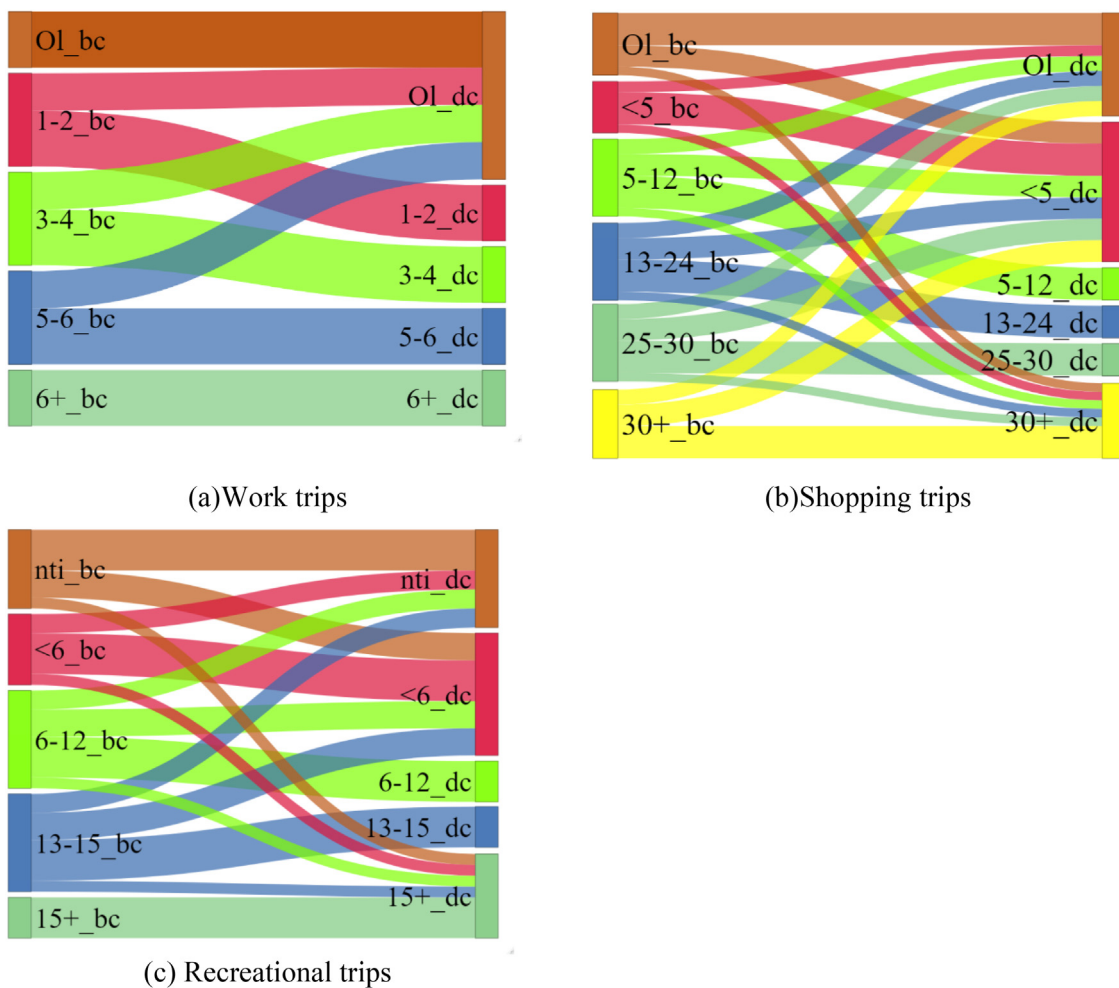 Ol_bc
1-2_bc
3-4_bc
5-6_bc
6+_bc
Ol_dc
1-2_dc
3-4_dc
5-6_dc
6+_dc
(a)Work trips
Ol_bc
<5_bc
5-12_bc
13-24_bc
25-30_bc
30+_bc
Ol_dc
<5_dc
5-12_dc
13-24_dc
25-30_dc
30+_dc
(b)Shopping trips
nti_bc
<6_bc
6-12_bc
13-15_bc
15+_bc
nti_dc
<6_dc
6-12_dc
13-15_dc
15+_dc
(c) Recreational trips